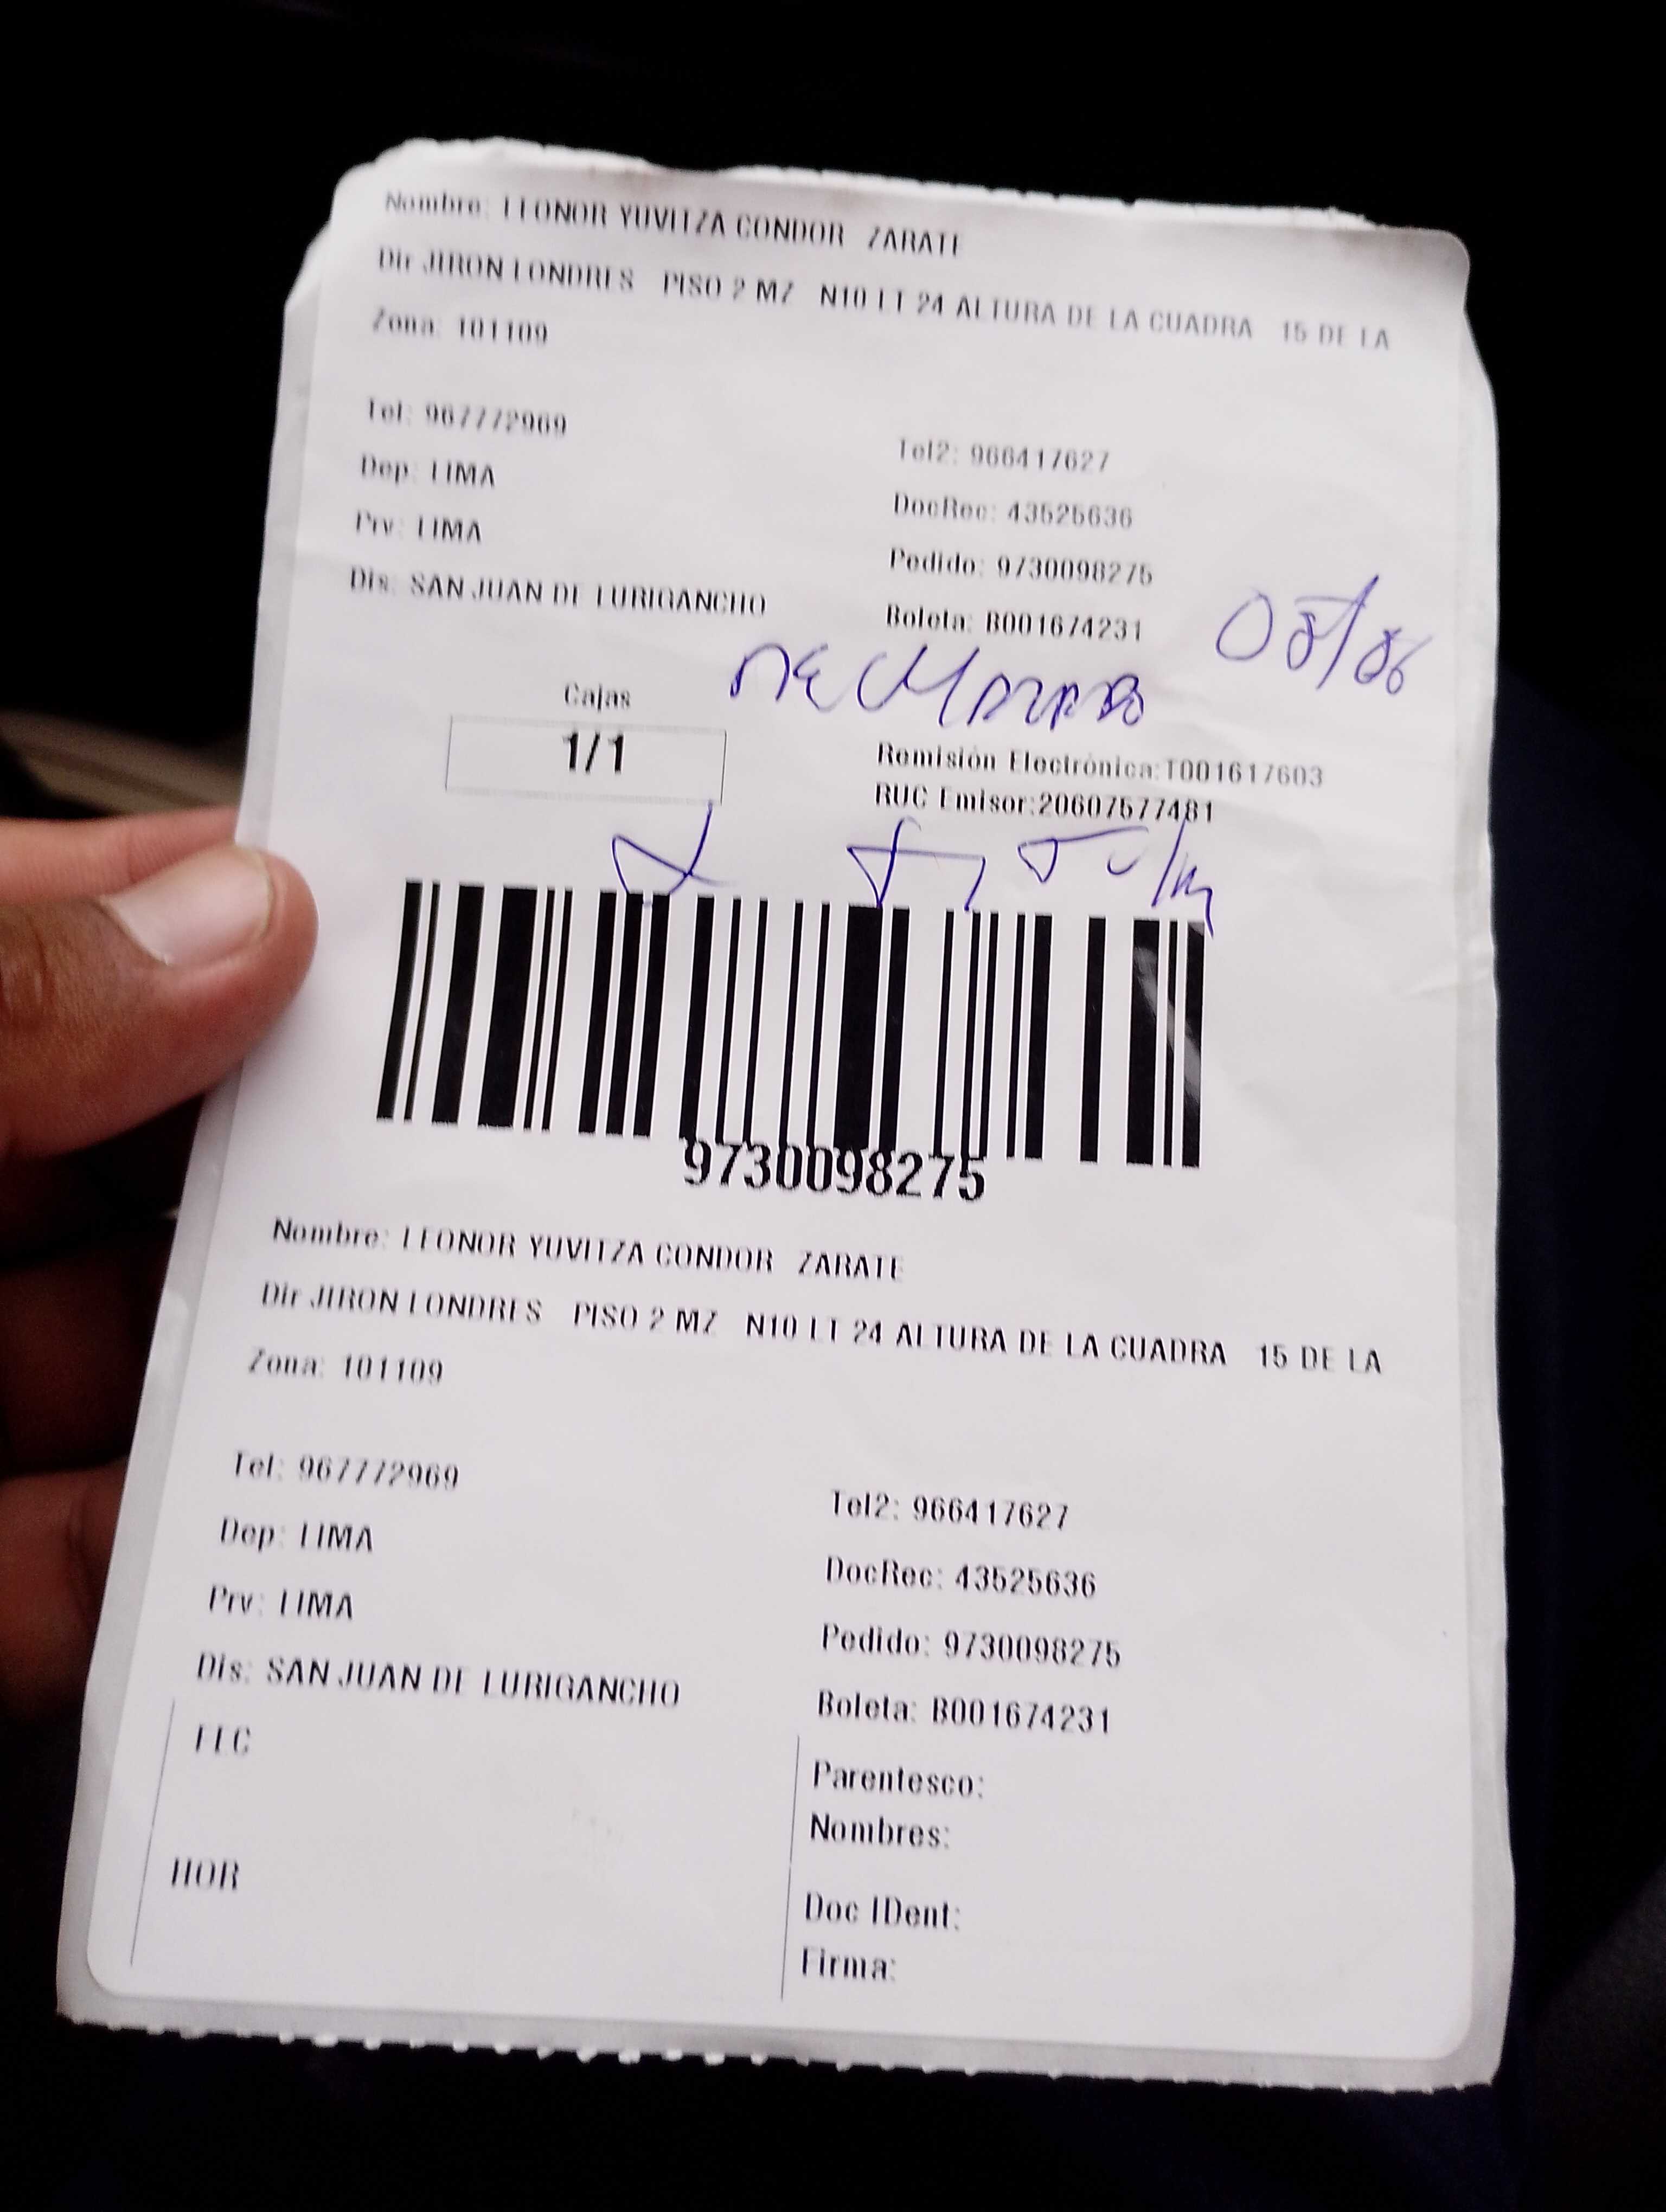 Nombre: LEONOR YUVITZA CONDOR ZARATE
Dir JIRON LONDRES PISO 2 MZ N10 LT 24 ALTURA DE LA CUADRA 15 DE LA
Zona: 101109
Tel: 967772969
Tel2: 966417627
Dep: LIMA
DocRec: 43525636
Prv: LIMA
Pedido: 9730098275
Dis: SAN JUAN DE LURIGANCHO
Boleta: B001674231
Cajas
1/1
Remisión Electrónica:T001617603
RUC Emisor:20607577481
9730098275
Nombre: LEONOR YUVITZA CONDOR ZARATE
Dir JIRON LONDRES PISO 2 MZ N10 LT 24 ALTURA DE LA CUADRA 15 DE LA
Zona: 101109
Tel: 967772969
Tel2: 966417627
Dep: LIMA
DocRec: 43525636
Prv: LIMA
Pedido: 9730098275
Dis: SAN JUAN DE LURIGANCHO
Boleta: B001674231
FEC
Parentesco:
Nombres:
HOR
Doc IDent:
Firma: